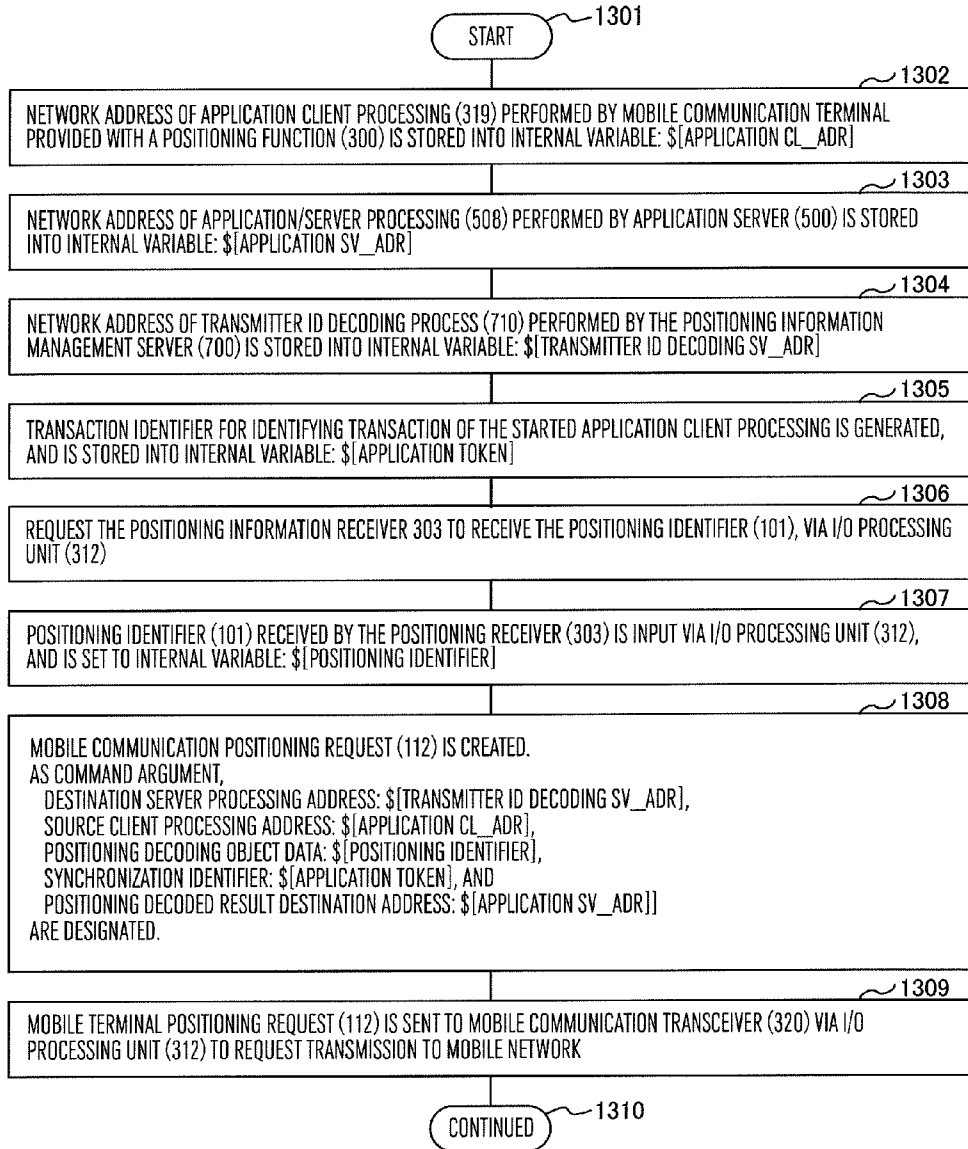 1301
START
1302
NETWORK ADDRESS OF APPLICATION CLIENT PROCESSING (319) PERFORMED BY MOBILE COMMUNICATION TERMINAL
PROVIDED WITH A POSITIONING FUNCTION (300) IS STORED INTO INTERNAL VARIABLE: $[APPLICATION CL_ADR]
1303
NETWORK ADDRESS OF APPLICATION/SERVER PROCESSING (508) PERFORMED BY APPLICATION SERVER (500) IS STORED
INTO INTERNAL VARIABLE: $[APPLICATION SV_ADR]
1304
NETWORK ADDRESS OF TRANSMITTER ID DECODING PROCESS (710) PERFORMED BY THE POSITIONING INFORMATION
MANAGEMENT SERVER (700) IS STORED INTO INTERNAL VARIABLE: $[TRANSMITTER ID DECODING SV_ADR]
1305
TRANSACTION IDENTIFIER FOR IDENTIFYING TRANSACTION OF THE STARTED APPLICATION CLIENT PROCESSING IS GENERATED,
AND IS STORED INTO INTERNAL VARIABLE: $[APPLICATION TOKEN]
1306
REQUEST THE POSITIONING INFORMATION RECEIVER 303 TO RECEIVE THE POSITIONING IDENTIFIER (101), VIA I/O PROCESSING
UNIT (312)
1307
POSITIONING IDENTIFIER (101) RECEIVED BY THE POSITIONING RECEIVER (303) IS INPUT VIA I/O PROCESSING UNIT (312),
AND IS SET TO INTERNAL VARIABLE: $[POSITIONING IDENTIFIER]
1308
MOBILE COMMUNICATION POSITIONING REQUEST (112) IS CREATED.
AS COMMAND ARGUMENT,
DESTINATION SERVER PROCESSING ADDRESS: $[TRANSMITTER ID DECODING SV_ADR],
SOURCE CLIENT PROCESSING ADDRESS: $[APPLICATION CL_ADR],
POSITIONING DECODING OBJECT DATA: $[POSITIONING IDENTIFIER],
SYNCHRONIZATION IDENTIFIER: $[APPLICATION TOKEN], AND
POSITIONING DECODED RESULT DESTINATION ADDRESS: $[APPLICATION SV_ADR]]
ARE DESIGNATED.
1309
MOBILE TERMINAL POSITIONING REQUEST (112) IS SENT TO MOBILE COMMUNICATION TRANSCEIVER (320) VIA I/O
PROCESSING UNIT (312) TO REQUEST TRANSMISSION TO MOBILE NETWORK
1310
CONTINUED